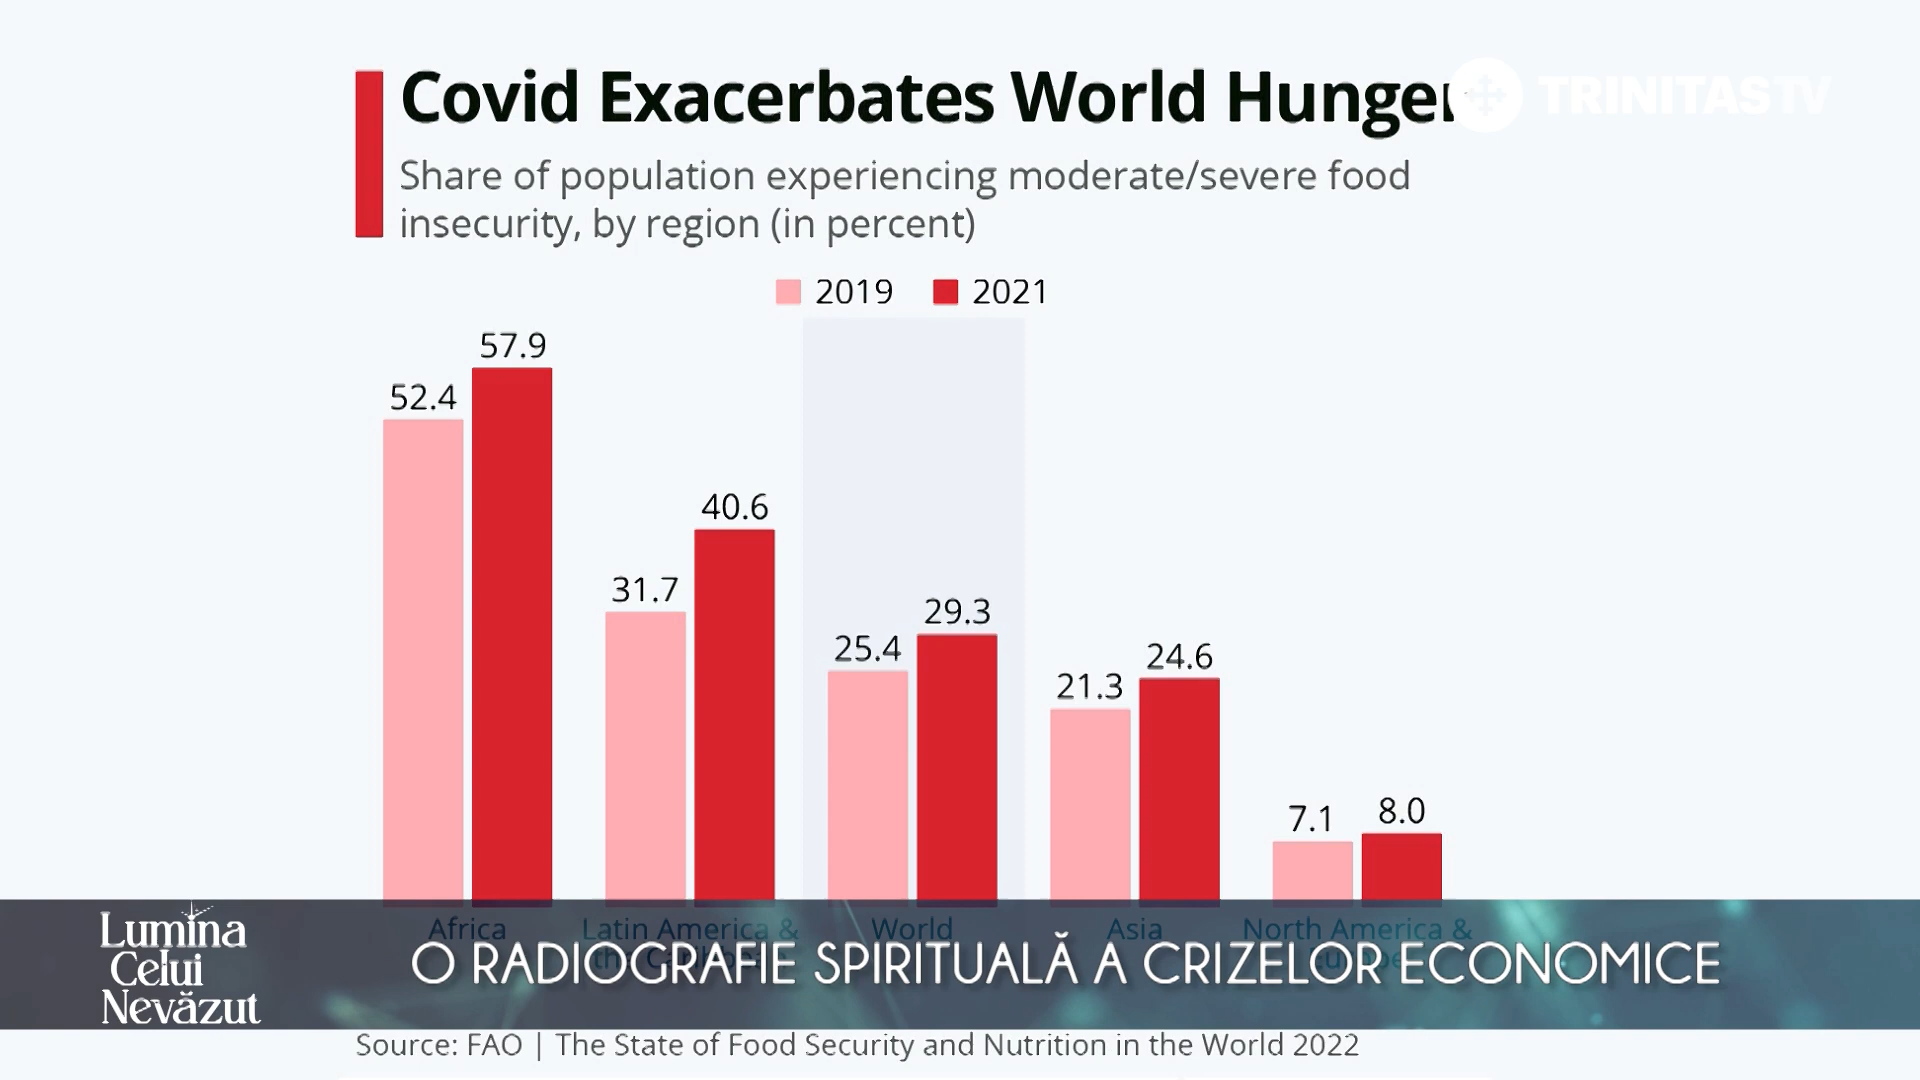 Covid Exacerbates World Hunger
TRINITAS TV
Share of population experiencing moderate/severe food
insecurity, by region (in percent)
2019 2021
57.9
52.4
40.6
31.7
29.3
25.4
24.6
21.3
8.0
7.1
Africa Latin America & World Asia North America &
Lumina
Celui
Nevăzut
O RADIOGRAFIE SPIRITUALĂ A CRIZELOR ECONOMICE
Source: FAO | The State of Food Security and Nutrition in the World 2022